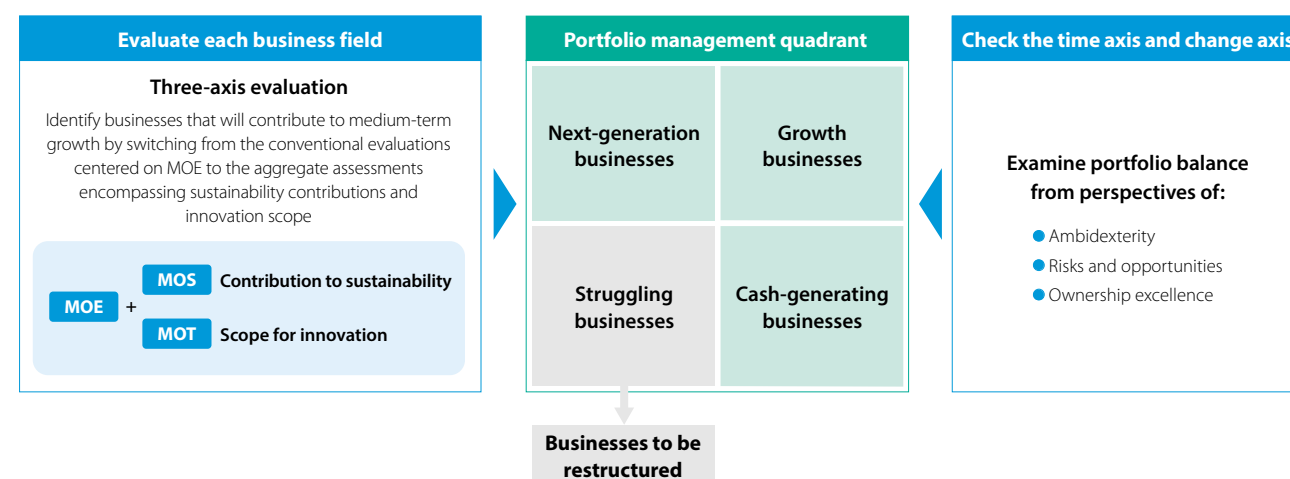 Evaluate each business field
Three-axis evaluation
Identify businesses that will contribute to medium-term
growth by switching from the conventional evaluations
centered on MOE to the aggregate assessments
encompassing sustainability contributions and
innovation scope
MOE +
MOS Contribution to sustainability
MOT Scope for innovation
Portfolio management quadrant
Next-generation
businesses
Growth
businesses
Struggling
businesses
Cash-generating
businesses
Businesses to be
restructured
Check the time axis and change axis
Examine portfolio balance
from perspectives of:
● Ambidexterity
● Risks and opportunities
● Ownership excellence